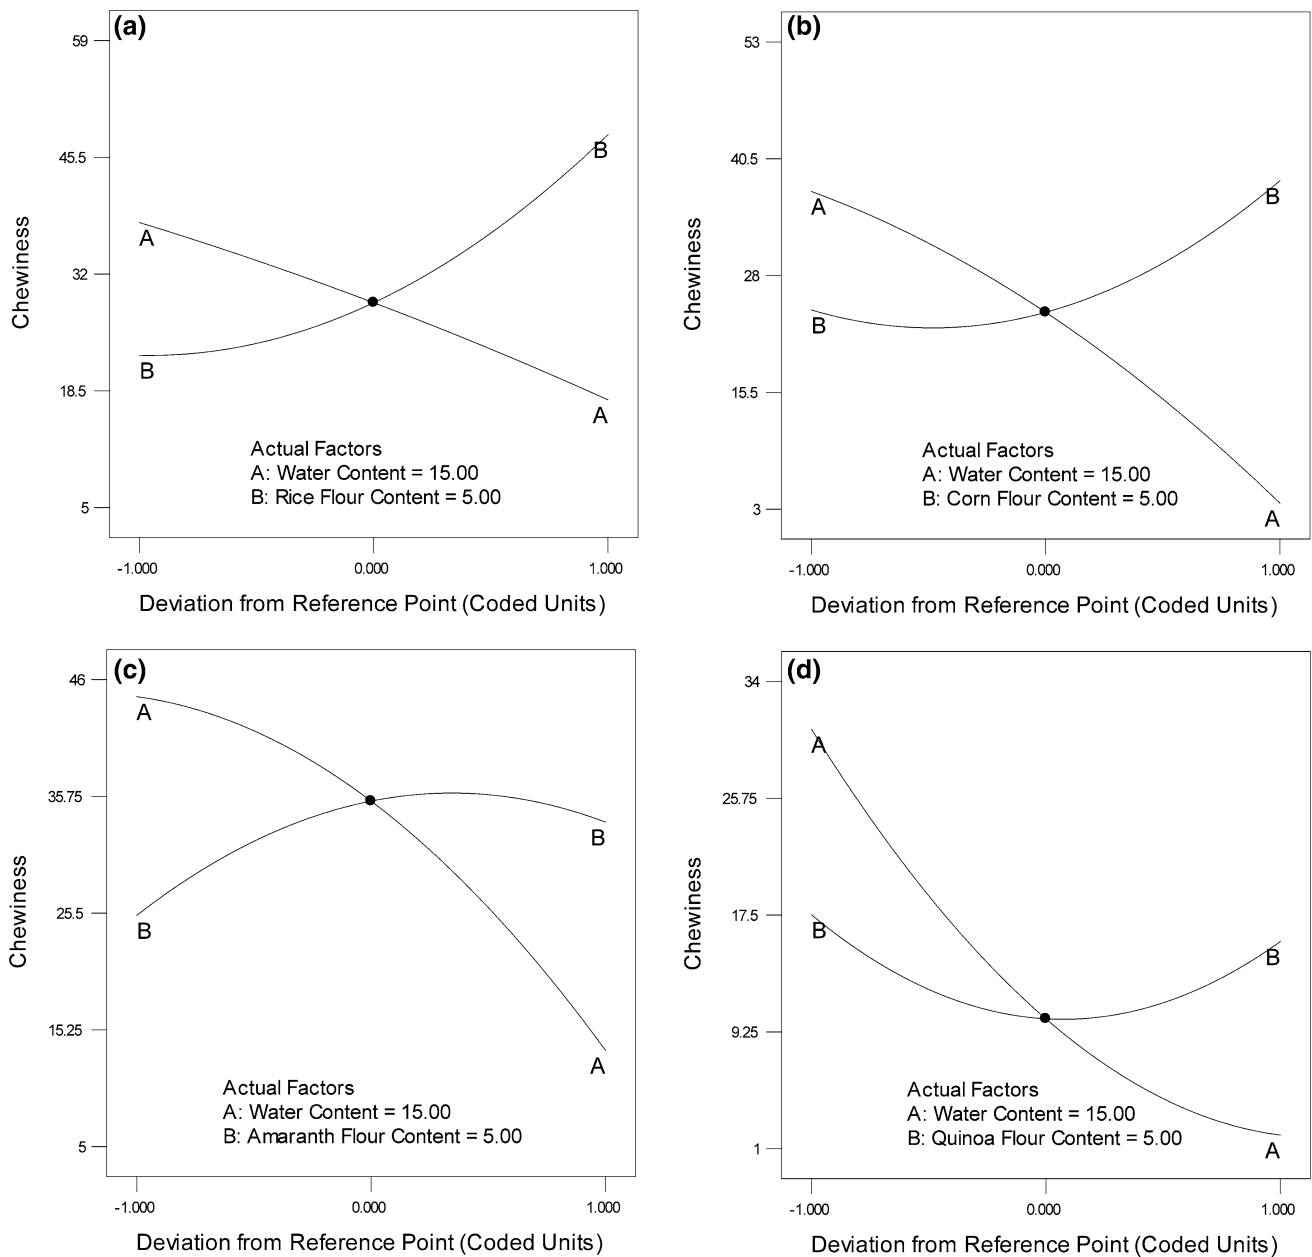 (a)
59
45.5
32
18.5
5
Chewiness
A
B
B
A
Actual Factors
A: Water Content = 15.00
B: Rice Flour Content = 5.00
-1.000 0.000 1.000
Deviation from Reference Point (Coded Units)
(b)
53
40.5
28
15.5
3
Chewiness
A
B
B
A
Actual Factors
A: Water Content = 15.00
B: Corn Flour Content = 5.00
-1.000 0.000 1.000
Deviation from Reference Point (Coded Units)
(c)
46
35.75
25.5
15.25
5
Chewiness
A
B
B
A
Actual Factors
A: Water Content = 15.00
B: Amaranth Flour Content = 5.00
-1.000 0.000 1.000
Deviation from Reference Point (Coded Units)
(d)
34
25.75
17.5
9.25
1
Chewiness
A
B
B
A
Actual Factors
A: Water Content = 15.00
B: Quinoa Flour Content = 5.00
-1.000 0.000 1.000
Deviation from Reference Point (Coded Units)